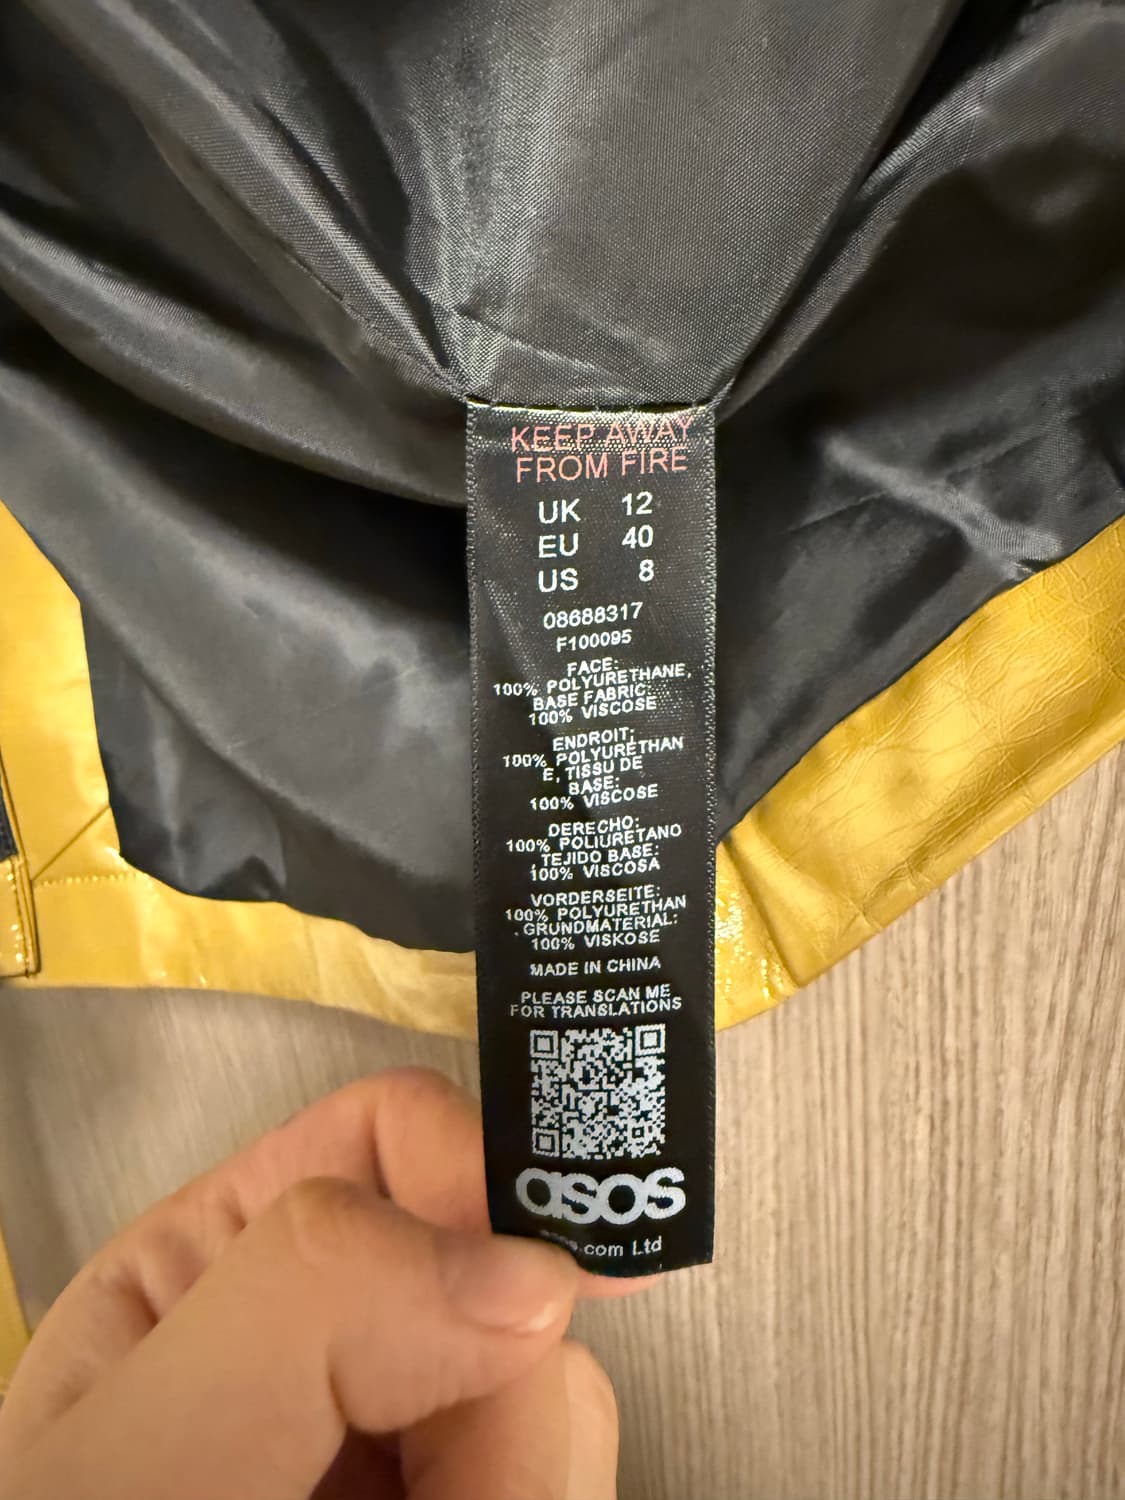 KEEP AWAY
FROM FIRE
UK 12
EU 40
US 8
08688317
F100095
FACE:
100% POLYURETHANE,
BASE FABRIC:
100% VISCOSE
ENDROIT:
100% POLYURÉTHAN
E, TISSU DE
BASE:
100% VISCOSE
DERECHO:
100% POLIURETANO
TEJIDO BASE:
100% VISCOSA
VORDERSEITE:
100% POLYURETHAN
, GRUNDMATERIAL:
100% VISKOSE
MADE IN CHINA
PLEASE SCAN ME
FOR TRANSLATIONS
asos
.com Ltd